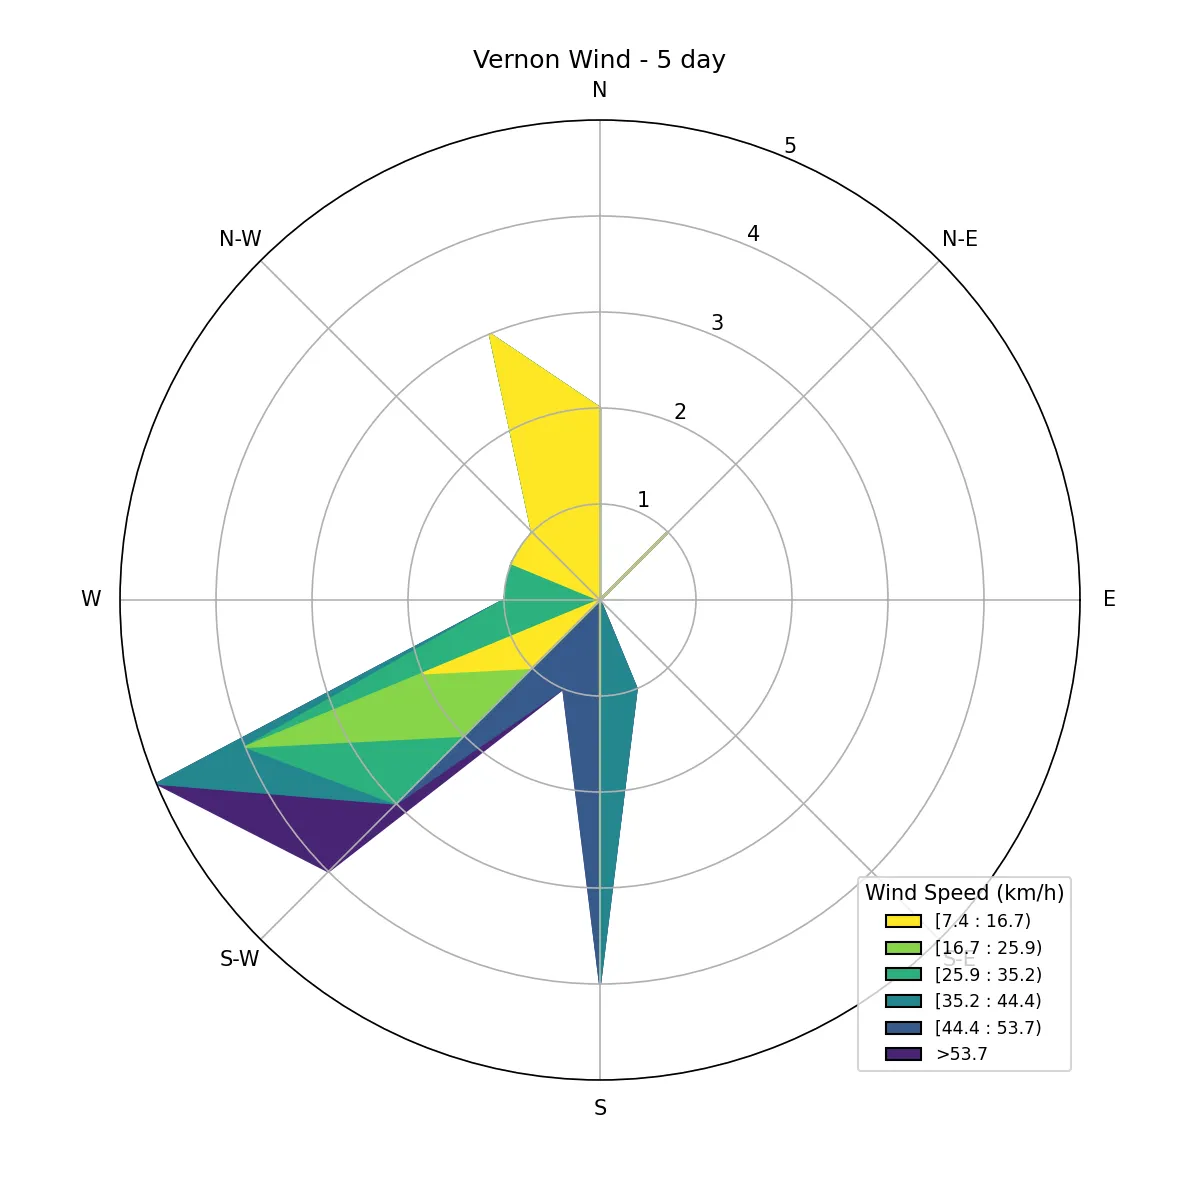 Vernon Wind - 5 day
N
5
N-W
4
N-E
3
2
1
W
E
Wind Speed (km/h)
[7.4 : 16.7)
[16.7 : 25.9)
S-W
S-E
[25.9 : 35.2)
[35.2 : 44.4)
[44.4 : 53.7)
>53.7
S